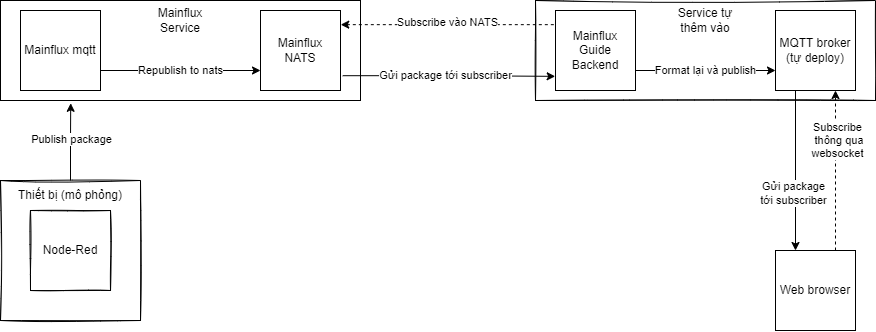 Mainflux
Service
Mainflux mqtt
Republish to nats
Mainflux
NATS
Subscribe vào NATS
Gửi package tới subscriber
Service tự
thêm vào
Mainflux
Guide
Backend
Format lại và publish
MQTT broker
(tự deploy)
Publish package
Subscribe
thông qua
websocket
Thiết bị (mô phỏng)
Node-Red
Gửi package
tới subscriber
Web browser